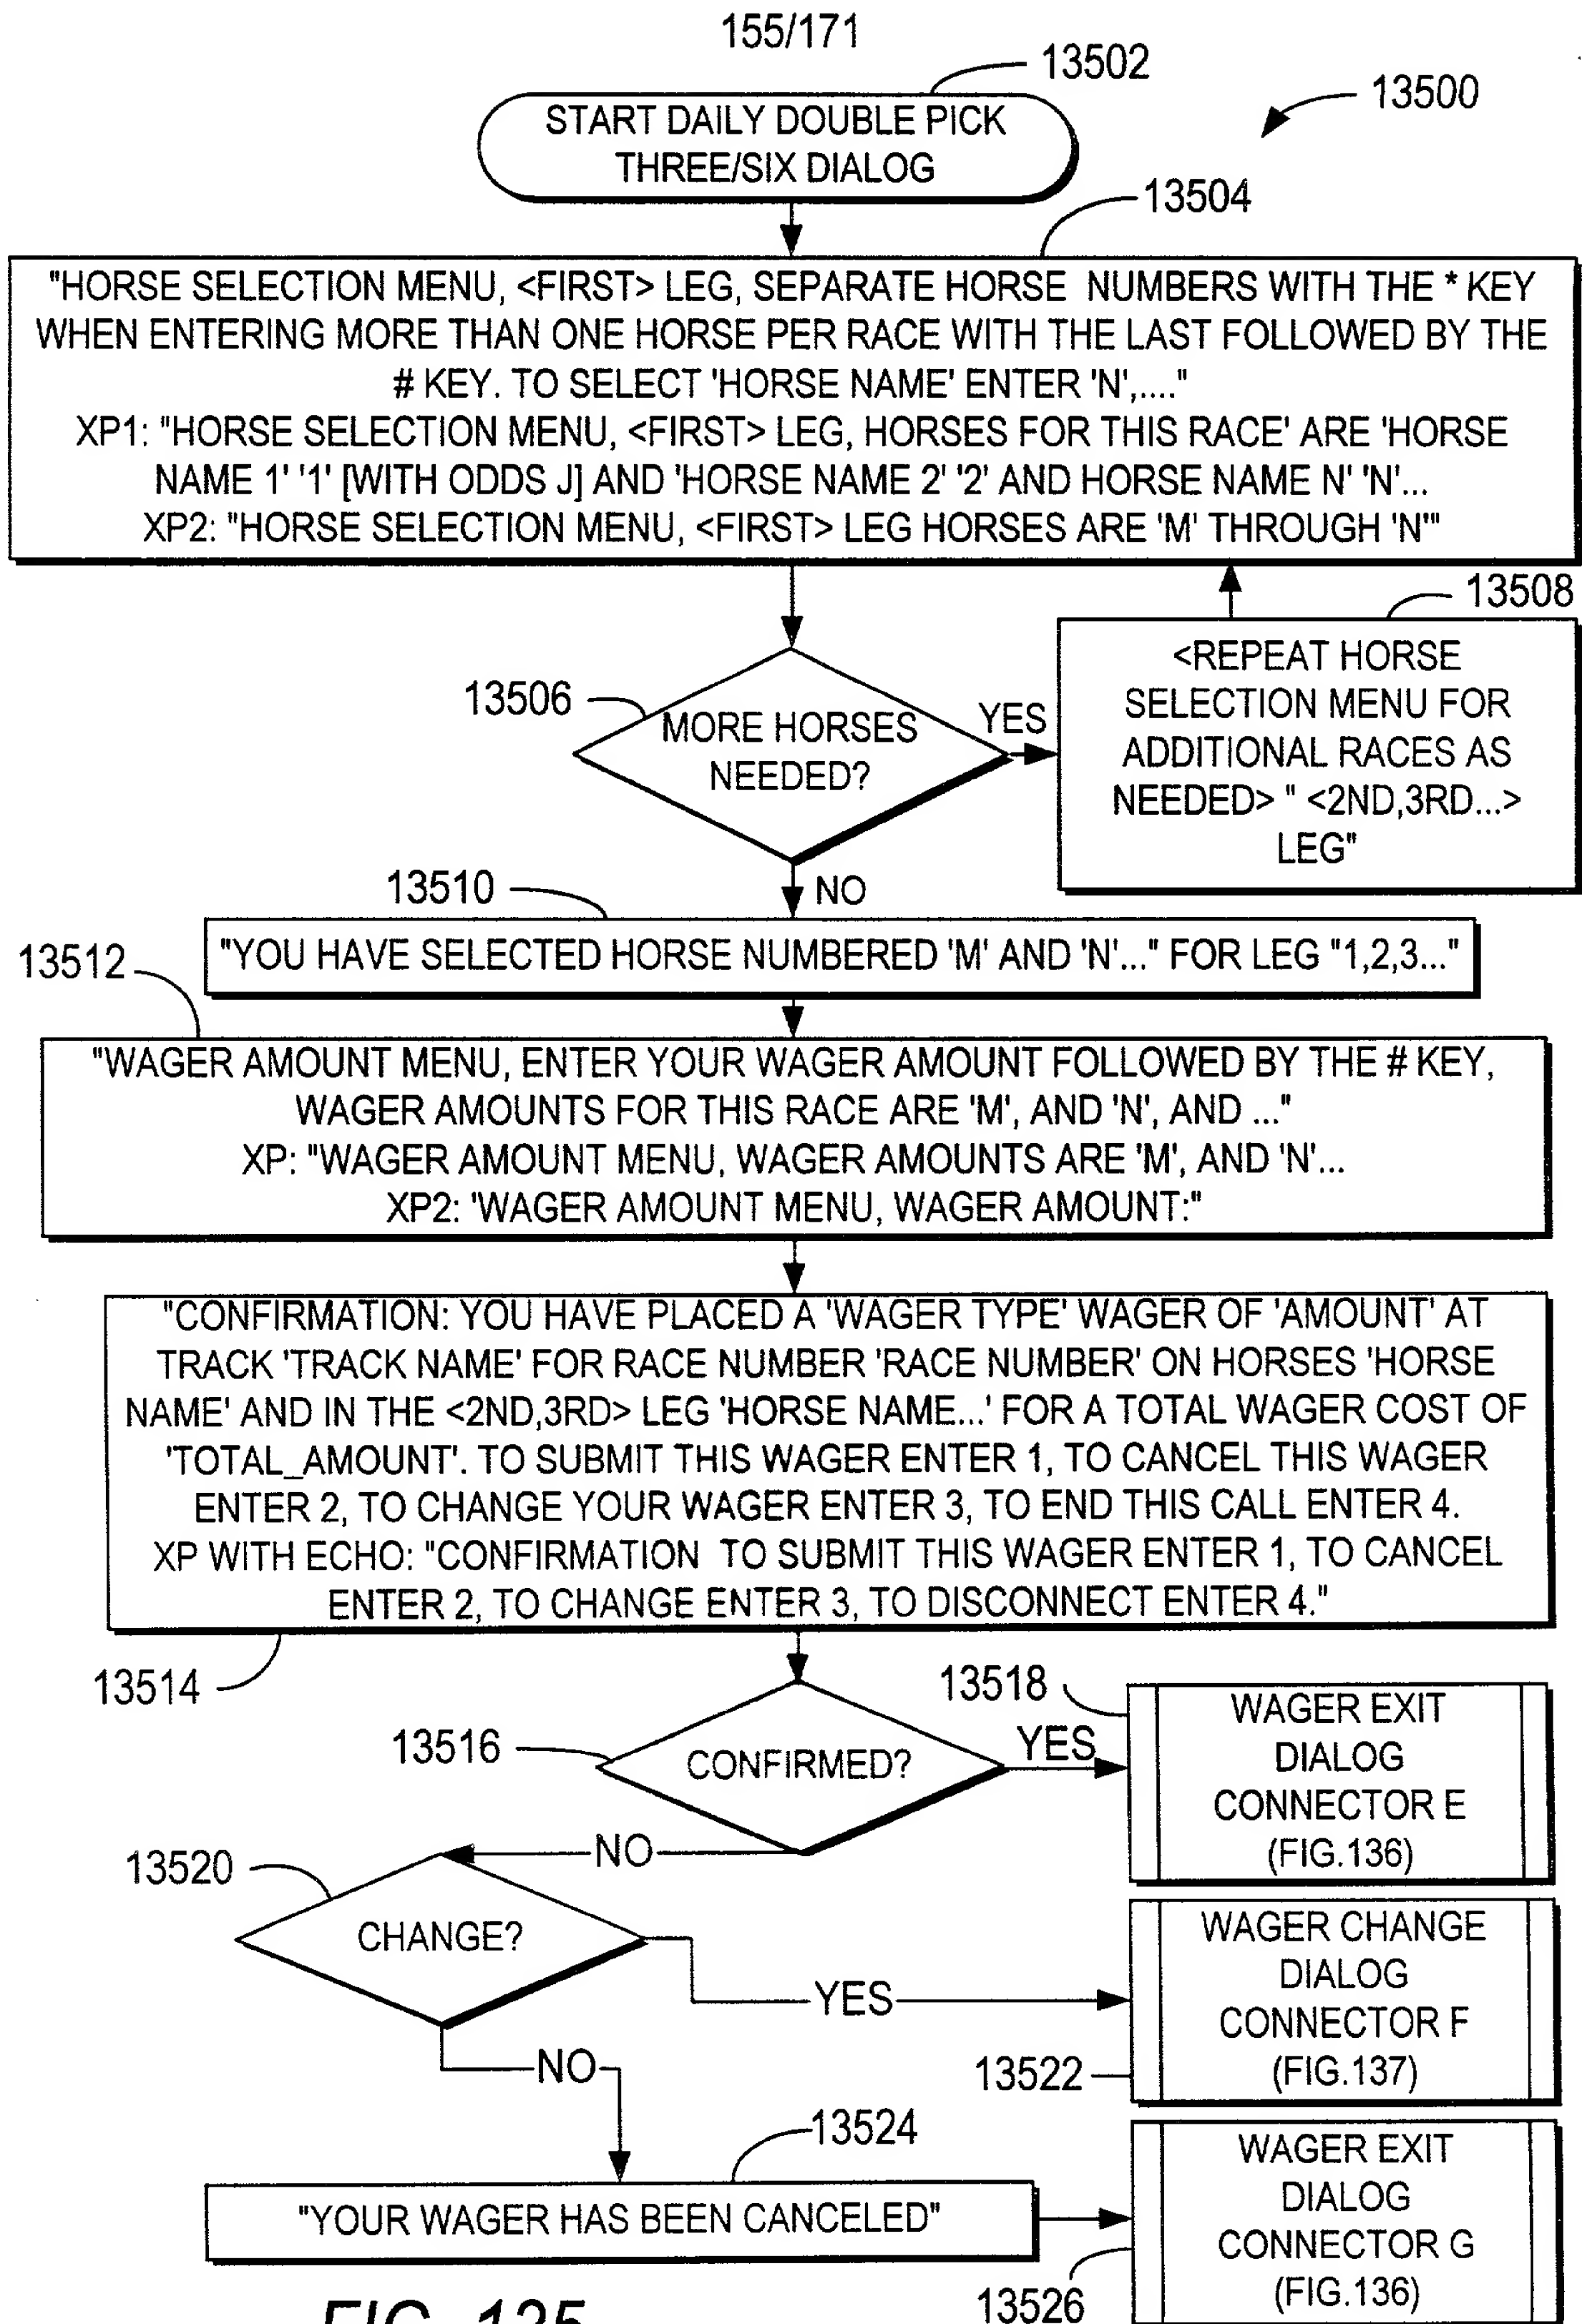 155/171
13502
13500
START DAILY DOUBLE PICK
THREE/SIX DIALOG
13504
"HORSE SELECTION MENU, <FIRST> LEG, SEPARATE HORSE NUMBERS WITH THE * KEY
WHEN ENTERING MORE THAN ONE HORSE PER RACE WITH THE LAST FOLLOWED BY THE
# KEY. TO SELECT 'HORSE NAME' ENTER 'N',...."
XP1: "HORSE SELECTION MENU, <FIRST> LEG, HORSES FOR THIS RACE' ARE 'HORSE
NAME 1' '1' [WITH ODDS J] AND 'HORSE NAME 2' '2' AND HORSE NAME N' 'N'...
XP2: "HORSE SELECTION MENU, <FIRST> LEG HORSES ARE 'M' THROUGH 'N'"
13508
<REPEAT HORSE
SELECTION MENU FOR
ADDITIONAL RACES AS
NEEDED> " <2ND,3RD...>
LEG"
13506
MORE HORSES
NEEDED?
YES
NO
13510
"YOU HAVE SELECTED HORSE NUMBERED 'M' AND 'N'..." FOR LEG "1,2,3..."
13512
"WAGER AMOUNT MENU, ENTER YOUR WAGER AMOUNT FOLLOWED BY THE # KEY,
WAGER AMOUNTS FOR THIS RACE ARE 'M', AND 'N', AND ..."
XP: "WAGER AMOUNT MENU, WAGER AMOUNTS ARE 'M', AND 'N'...
XP2: 'WAGER AMOUNT MENU, WAGER AMOUNT:"
"CONFIRMATION: YOU HAVE PLACED A 'WAGER TYPE' WAGER OF 'AMOUNT' AT
TRACK 'TRACK NAME' FOR RACE NUMBER 'RACE NUMBER' ON HORSES 'HORSE
NAME' AND IN THE <2ND,3RD> LEG 'HORSE NAME...' FOR A TOTAL WAGER COST OF
'TOTAL_AMOUNT'. TO SUBMIT THIS WAGER ENTER 1, TO CANCEL THIS WAGER
ENTER 2, TO CHANGE YOUR WAGER ENTER 3, TO END THIS CALL ENTER 4.
XP WITH ECHO: "CONFIRMATION TO SUBMIT THIS WAGER ENTER 1, TO CANCEL
ENTER 2, TO CHANGE ENTER 3, TO DISCONNECT ENTER 4."
13514
13516
CONFIRMED?
YES
13518
WAGER EXIT
DIALOG
CONNECTOR E
(FIG.136)
NO
13520
CHANGE?
YES
WAGER CHANGE
DIALOG
CONNECTOR F
(FIG.137)
13522
NO
13524
"YOUR WAGER HAS BEEN CANCELED"
WAGER EXIT
DIALOG
CONNECTOR G
(FIG.136)
13526
FIG. 135